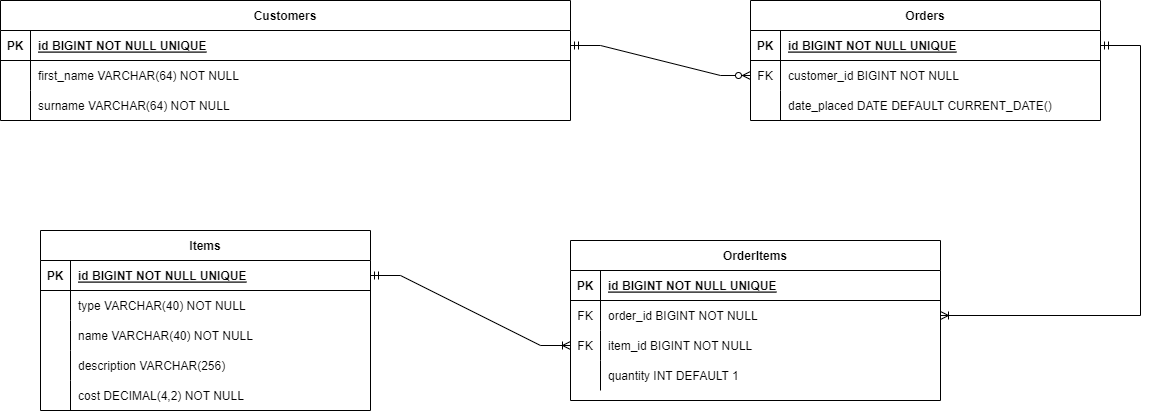 Customers
PK id BIGINT NOT NULL UNIQUE
first_name VARCHAR(64) NOT NULL
surname VARCHAR(64) NOT NULL
Orders
PK id BIGINT NOT NULL UNIQUE
FK customer_id BIGINT NOT NULL
date_placed DATE DEFAULT CURRENT_DATE()
Items
PK id BIGINT NOT NULL UNIQUE
type VARCHAR(40) NOT NULL
name VARCHAR(40) NOT NULL
description VARCHAR(256)
cost DECIMAL(4,2) NOT NULL
OrderItems
PK id BIGINT NOT NULL UNIQUE
FK order_id BIGINT NOT NULL
FK item_id BIGINT NOT NULL
quantity INT DEFAULT 1